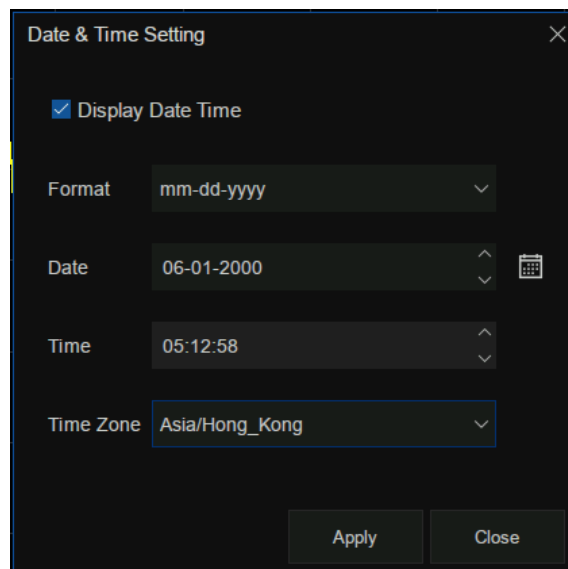 Date & Time Setting
Display Date Time
Format mm-dd-yyyy
Date 06-01-2000
Time 05:12:58
Time Zone Asia/Hong_Kong
Apply Close